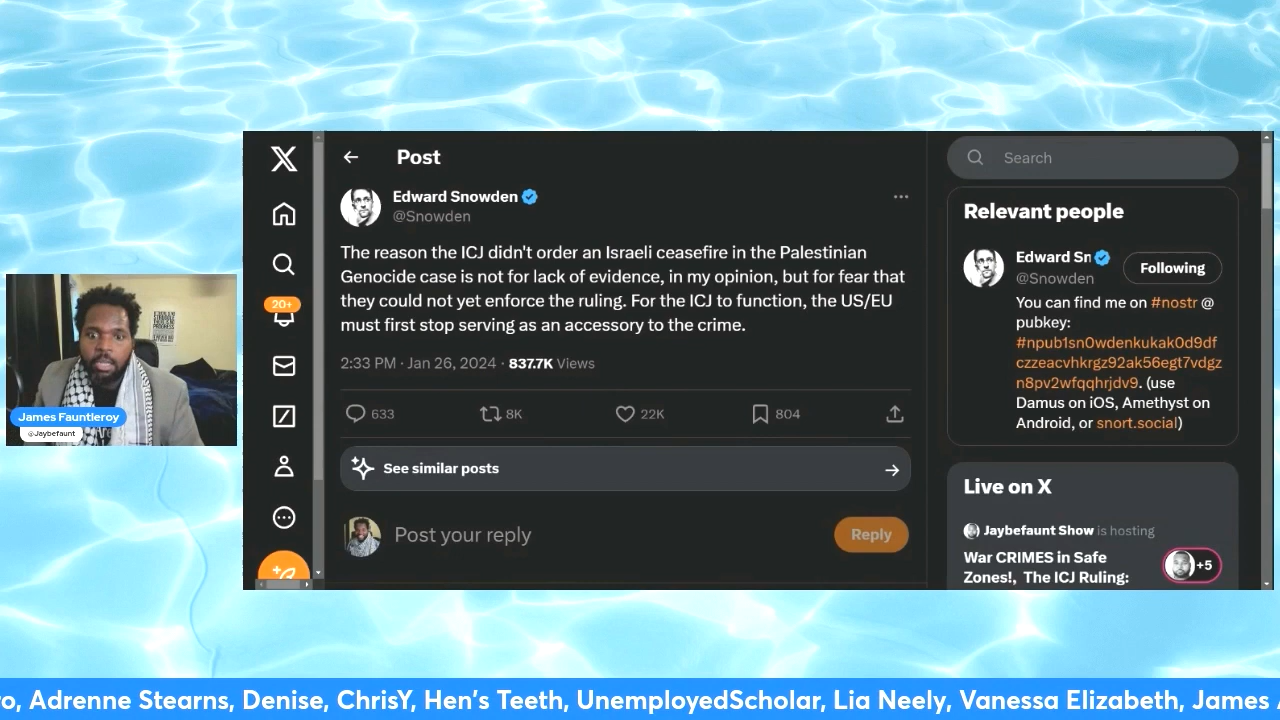 Post
Edward Snowden
@Snowden
The reason the ICJ didn't order an Israeli ceasefire in the Palestinian
Genocide case is not for lack of evidence, in my opinion, but for fear that
they could not yet enforce the ruling. For the ICJ to function, the US/EU
must first stop serving as an accessory to the crime.
2:33 PM · Jan 26, 2024 · 837.7K Views
633
8K
22K
804
See similar posts
Post your reply
Reply
20+
Search
Relevant people
Edward Sn
@Snowden
Following
You can find me on #nostr @
pubkey:
#npub1sn0wdenkukak0d9df
czzeacvhkrgz92ak56egt7vdgz
n8pv2wfqqhrjdv9. (use
Damus on iOS, Amethyst on
Android, or snort.social)
Live on X
Jaybefaunt Show is hosting
War CRIMES in Safe
Zones!, The ICJ Ruling:
+5
James Fauntleroy
@Jaybefaunt
ro, Adrenne Stearns, Denise, ChrisY, Hen's Teeth, UnemployedScholar, Lia Neely, Vanessa Elizabeth, James